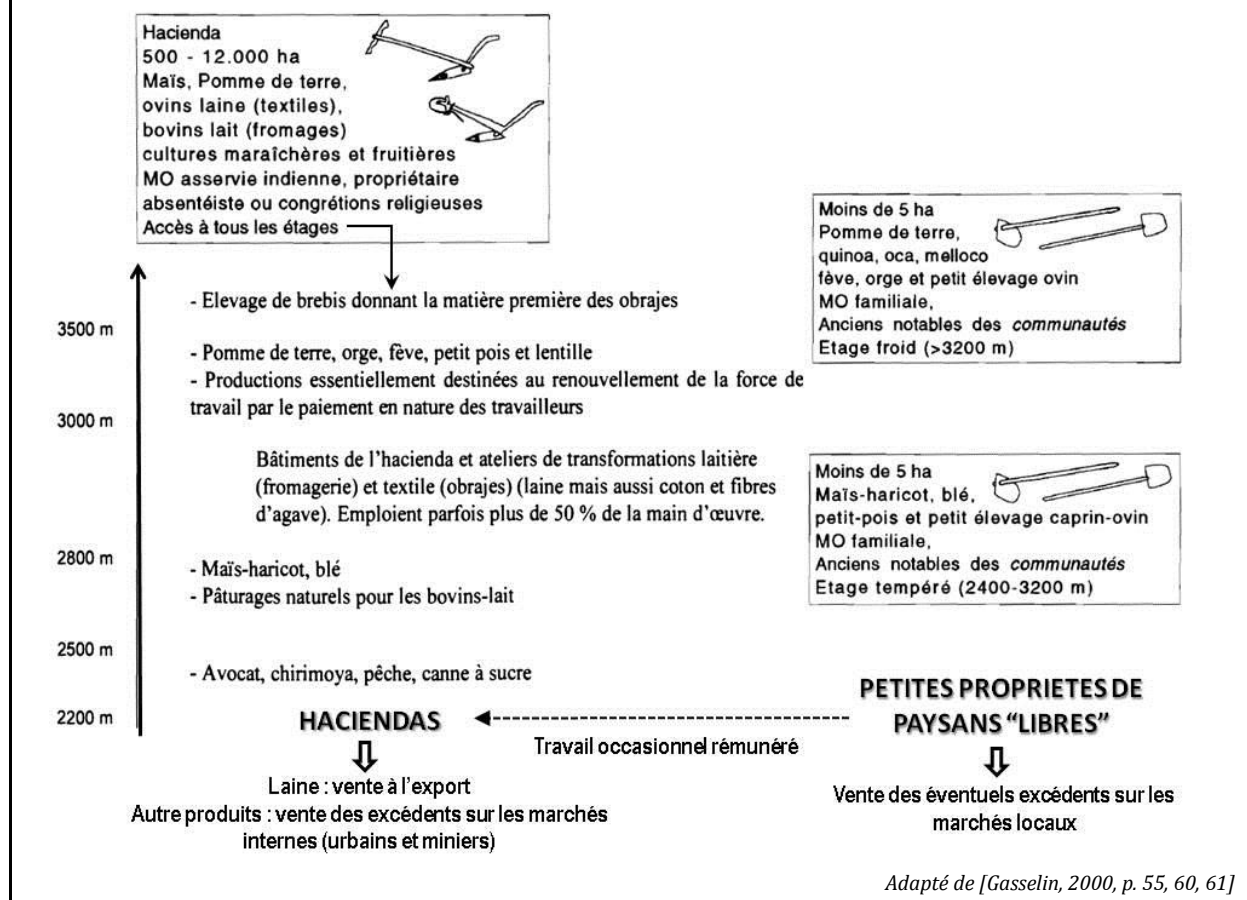 Hacienda
500 - 12.000 ha
Maïs, Pomme de terre,
ovins laine (textiles),
bovins lait (fromages)
cultures maraîchères et fruitières
MO asservie indienne, propriétaire
absentéiste ou congrétions religieuses
Accès à tous les étages
Moins de 5 ha
Pomme de terre,
quinoa, oca, melloco
fève, orge et petit élevage ovin
MO familiale,
Anciens notables des communautés
Etage froid (>3200 m)
- Elevage de brebis donnant la matière première des obrajes
3500 m
- Pomme de terre, orge, fève, petit pois et lentille
- Productions essentiellement destinées au renouvellement de la force de
travail par le paiement en nature des travailleurs
3000 m
Bâtiments de l'hacienda et ateliers de transformations laitière
(fromagerie) et textile (obrajes) (laine mais aussi coton et fibres
d'agave). Emploient parfois plus de 50 % de la main d'œuvre.
Moins de 5 ha
Maïs-haricot, blé,
petit-pois et petit élevage caprin-ovin
MO familiale,
Anciens notables des communautés
Etage tempéré (2400-3200 m)
2800 m
- Maïs-haricot, blé
- Pâturages naturels pour les bovins-lait
2500 m
- Avocat, chirimoya, pêche, canne à sucre
2200 m
HACIENDAS
Travail occasionnel rémunéré
PETITES PROPRIETES DE
PAYSANS "LIBRES"
Laine : vente à l'export
Autre produits : vente des excédents sur les marchés
internes (urbains et miniers)
Vente des éventuels excédents sur les
marchés locaux
Adapté de [Gasselin, 2000, p. 55, 60, 61]